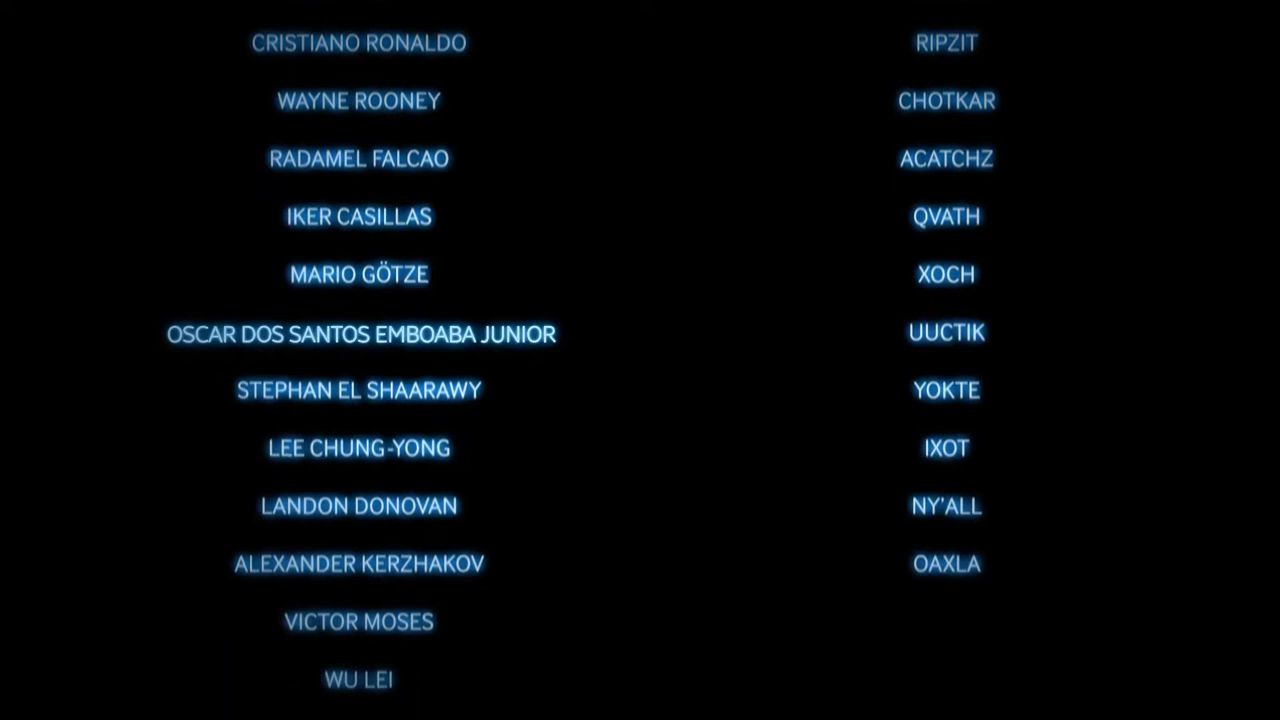 CRISTIANO RONALDO
WAYNE ROONEY
RADAMEL FALCAO
IKER CASILLAS
MARIO GÖTZE
OSCAR DOS SANTOS EMBOABA JUNIOR
STEPHAN EL SHAARAWY
LEE CHUNG-YONG
LANDON DONOVAN
ALEXANDER KERZHAKOV
VICTOR MOSES
WU LEI
RIPZIT
CHOTKAR
ACATCHZ
QVATH
XOCH
UUCTIK
YOKTE
IXOT
NY'ALL
OAXLA